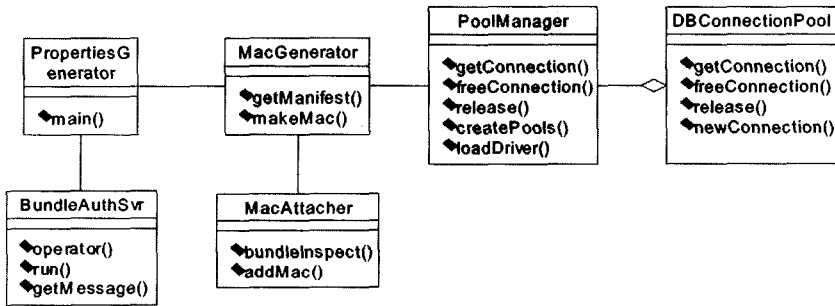 PropertiesG
enerator
main()
MacGenerator
getManifest()
makeMac()
PoolManager
getConnection()
freeConnection()
release()
createPools()
loadDriver()
DBConnectionPool
getConnection()
freeConnection()
release()
newConnection()
BundleAuthSvr
operator()
run()
getMessage()
MacAttacher
bundleInspect()
addMac()